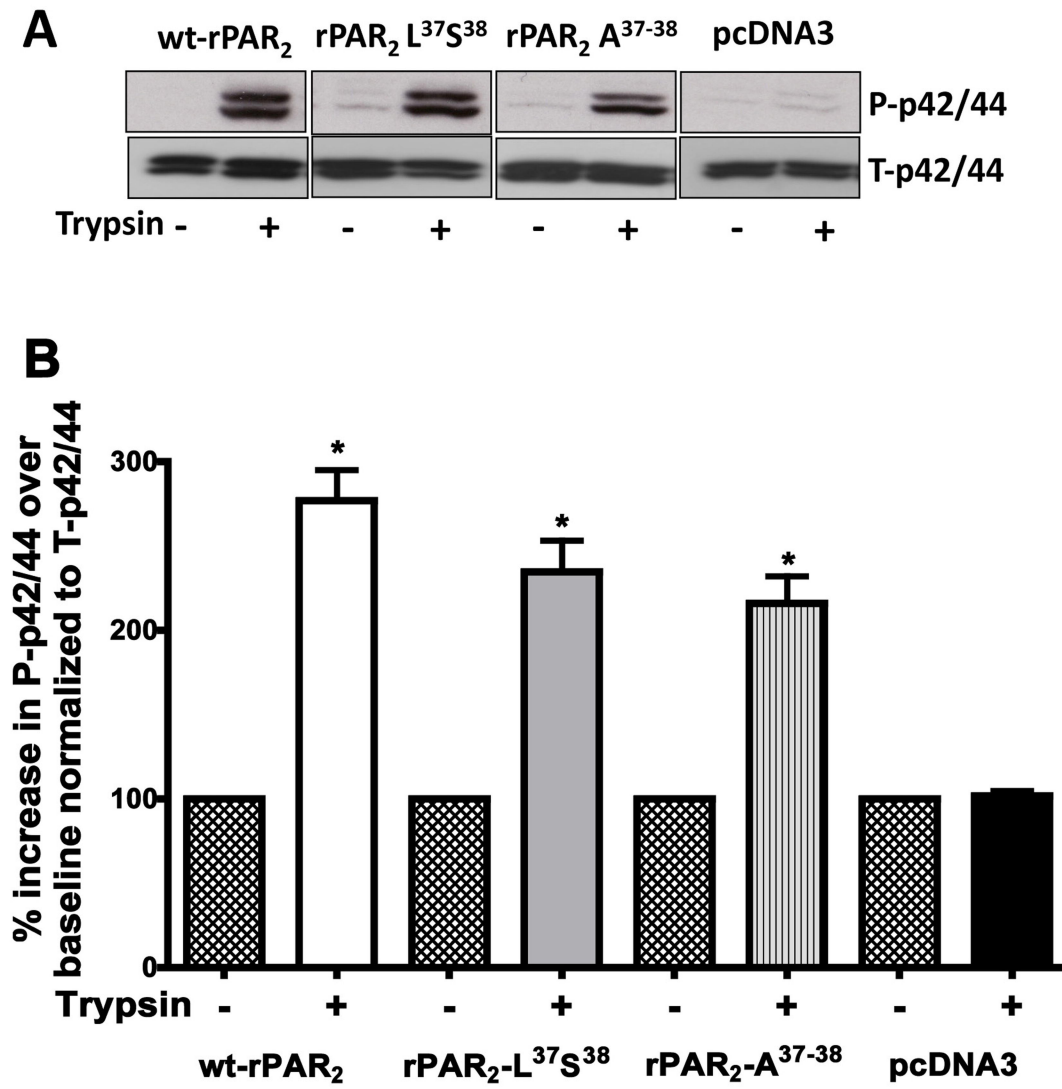 A
wt-rPAR₂ rPAR₂ L³⁷S³⁸ rPAR₂ A³⁷⁻³⁸ pcDNA3
P-p42/44
T-p42/44
Trypsin - + - + - + - +
B
% increase in P-p42/44 over
baseline normalized to T-p42/44
300
200
100
0
* * *
Trypsin - + - + - + - +
wt-rPAR₂ rPAR₂-L³⁷S³⁸ rPAR₂-A³⁷⁻³⁸ pcDNA3